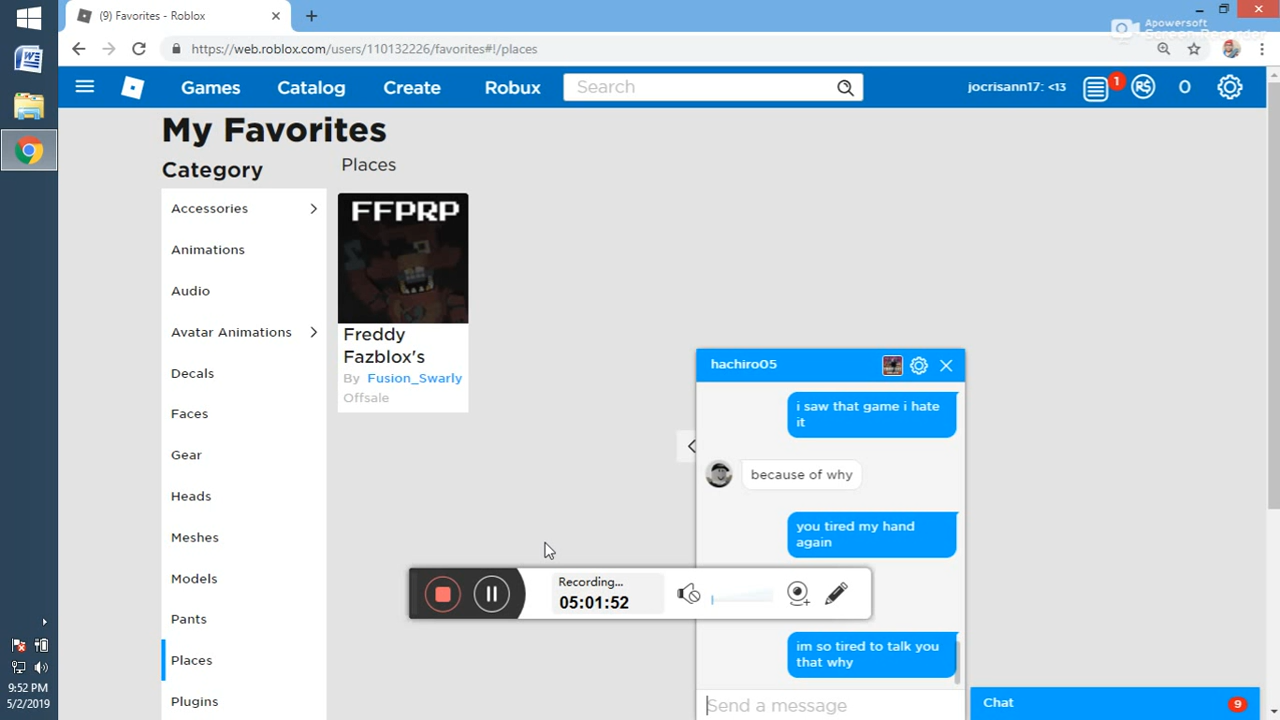 (9) Favorites - Roblox
Apowersoft
Screen Recorder
https://web.roblox.com/users/110132226/favorites#!/places
Games
Catalog
Create
Robux
Search
jocrisann17: <13
1
R$
0
My Favorites
Category
Places
Accessories
Animations
Audio
Avatar Animations
Decals
Faces
Gear
Heads
Meshes
Models
Pants
Places
Plugins
FFPRP
Freddy
Fazblox's
By Fusion_Swarly
Offsale
hachiro05
i saw that game i hate
it
because of why
you tired my hand
again
im so tired to talk you
that why
Send a message
Recording...
05:01:52
Chat
9
9:52 PM
5/2/2019